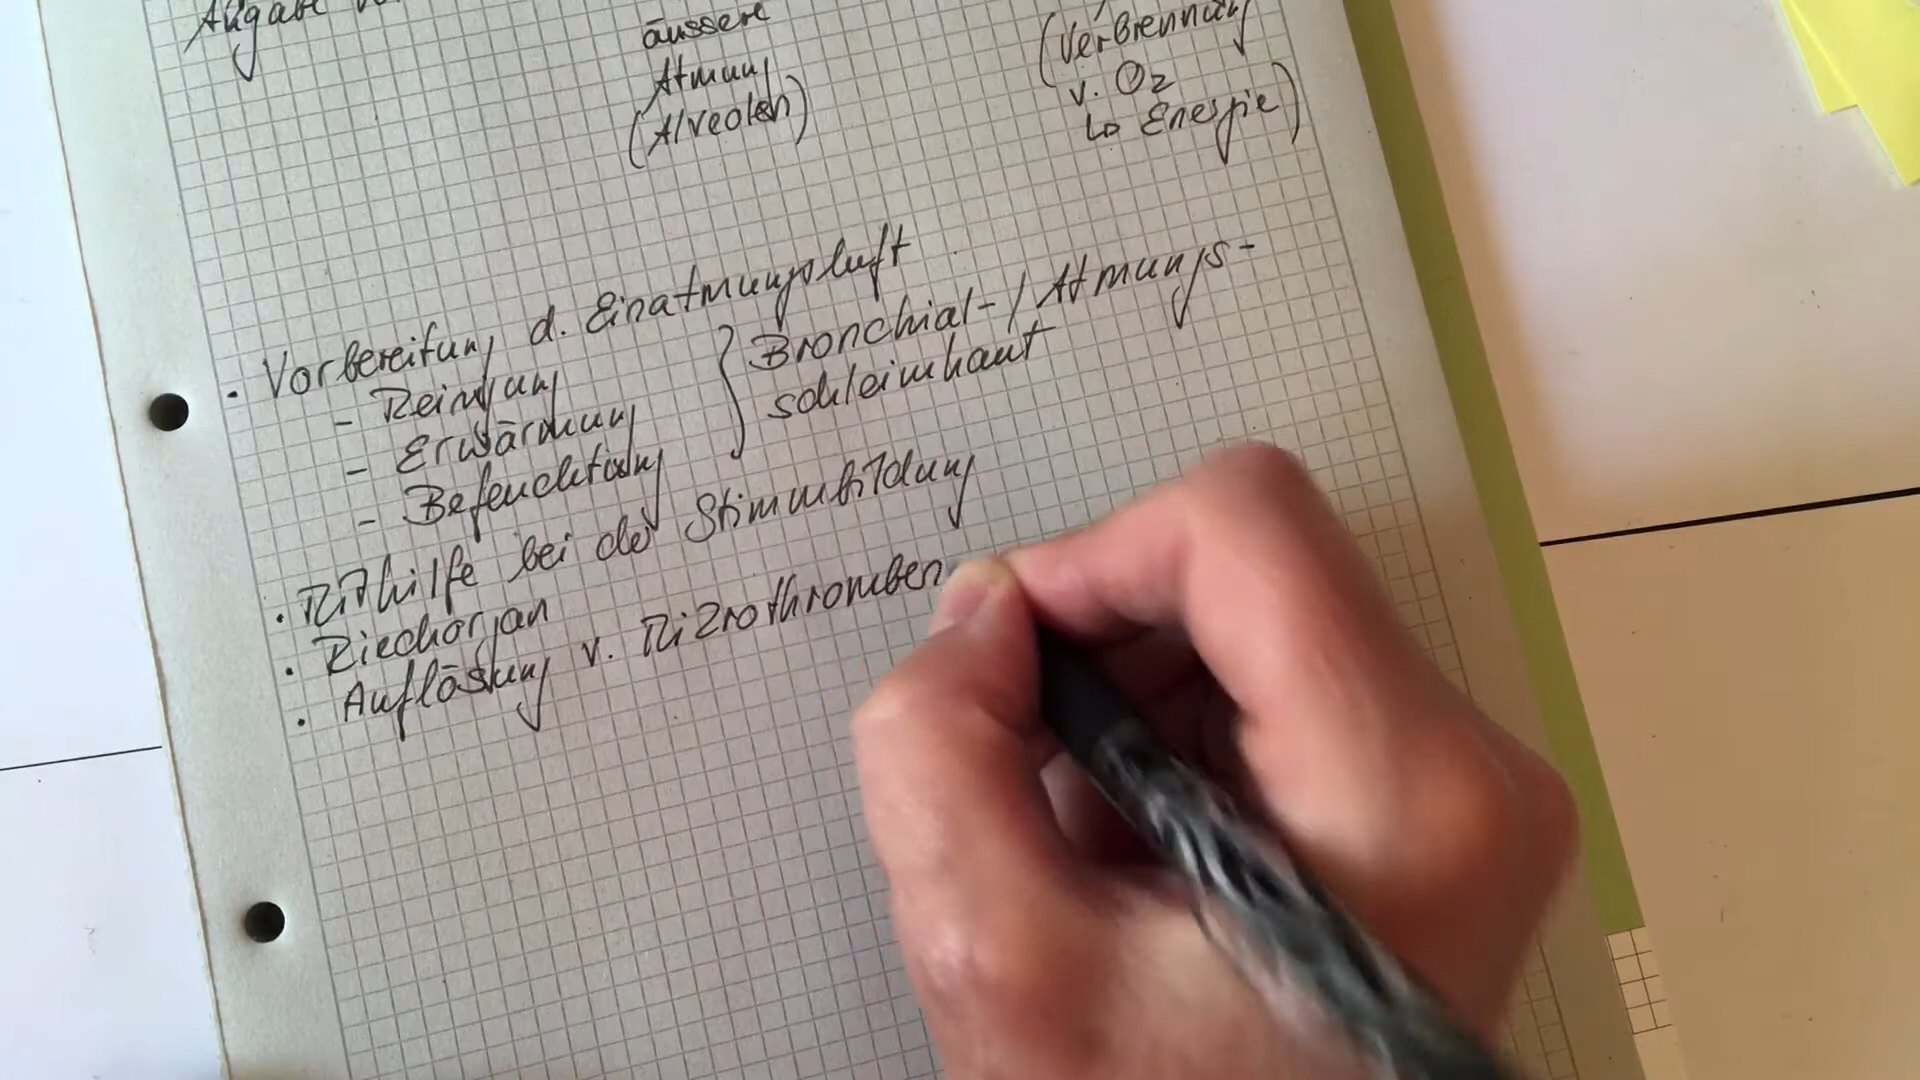 äussere
Atmung
(Alveolen)
(Verbrennung
v. O2
↳ Energie)
• Vorbereitung d. Einatmungsluft
- Reinigung
- Erwärmung
- Befeuchtung
} Bronchial-/Atmungs-
schleimhaut
• Mithilfe bei der Stimmbildung
• Riechorgan
• Auflösung v. Mikrothromben